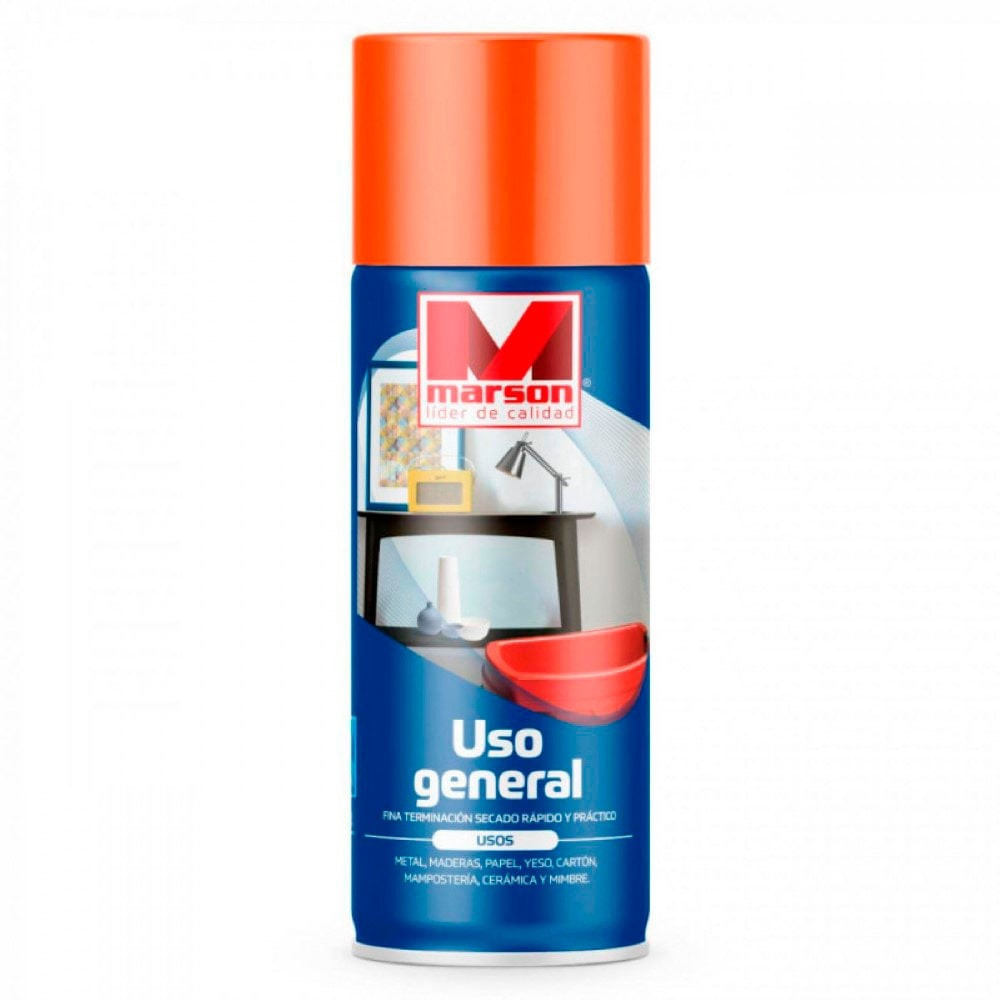 marson
líder de calidad
®
Uso
general
FINA TERMINACIÓN SECADO RÁPIDO Y PRÁCTICO
USOS
METAL, MADERAS, PAPEL, YESO, CARTÓN,
MAMPOSTERÍA, CERÁMICA Y MIMBRE.